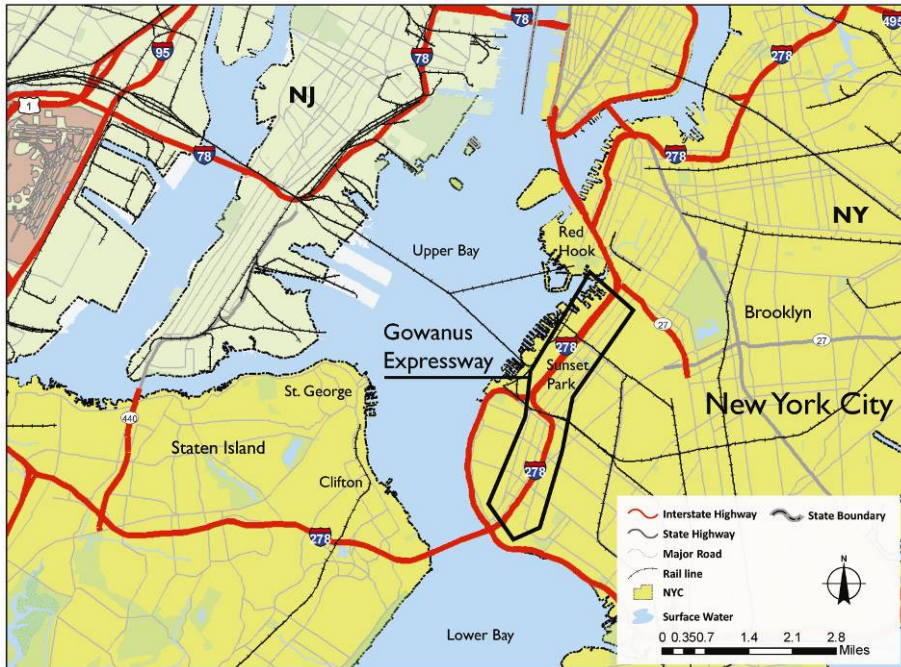 78
495
95
278
78
NJ
1
78
278
NY
Red
Hook
Upper Bay
Brooklyn
27
27
Gowanus
Expressway
278
Sunset
Park
St. George
New York City
440
Staten Island
278
Clifton
278
Lower Bay
Interstate Highway
State Boundary
State Highway
Major Road
Rail line
NYC
Surface Water
N
0 0.35 0.7 1.4 2.1 2.8
Miles